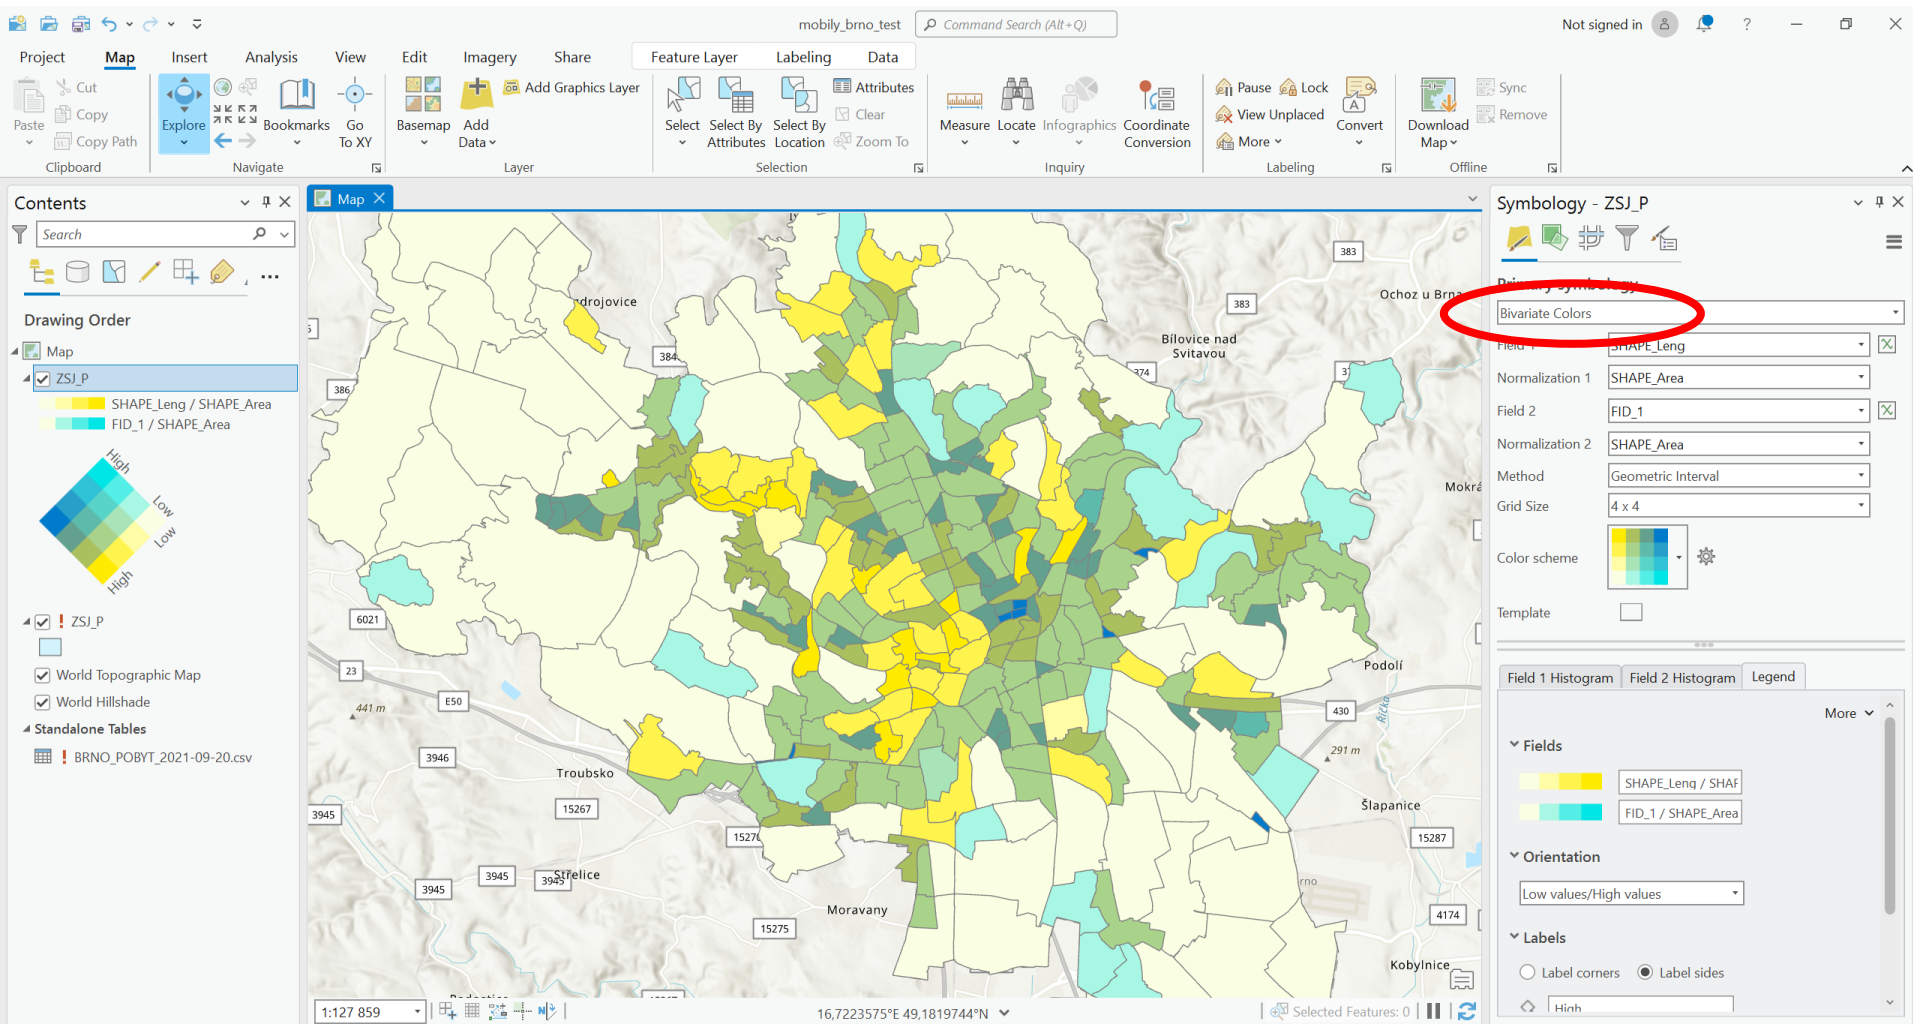 mobily_brno_test
Command Search (Alt+Q)
Not signed in
?
Project
Map
Insert
Analysis
View
Edit
Imagery
Share
Feature Layer
Labeling
Data
Paste
Cut
Copy
Copy Path
Clipboard
Explore
Bookmarks
Go
To XY
Navigate
Basemap
Add
Data
Add Graphics Layer
Layer
Select
Select By
Attributes
Select By
Location
Attributes
Clear
Zoom To
Selection
Measure
Locate
Infographics
Coordinate
Conversion
Inquiry
Pause
Lock
View Unplaced
More
Convert
Labeling
Download
Map
Sync
Remove
Offline
Contents
Search
Drawing Order
Map
ZSJ_P
SHAPE_Leng / SHAPE_Area
FID_1 / SHAPE_Area
High
Low
Low
High
ZSJ_P
World Topographic Map
World Hillshade
Standalone Tables
BRNO_POBYT_2021-09-20.csv
Map
383
383
Ochoz u Brna
drojovice
Bílovice nad
Svitavou
384
374
386
Mokrá
6021
23
E50
441 m
3946
Troubsko
15267
3945
3945
3945
3945
Střelice
15275
Moravany
Podolí
430
Říčka
291 m
Šlapanice
15287
rno
4174
Kobylnice
1:127 859
16,7223575°E 49,1819744°N
Selected Features: 0
Symbology - ZSJ_P
Primary symbology
Bivariate Colors
Field 1
SHAPE_Leng
Normalization 1
SHAPE_Area
Field 2
FID_1
Normalization 2
SHAPE_Area
Method
Geometric Interval
Grid Size
4 x 4
Color scheme
Template
Field 1 Histogram
Field 2 Histogram
Legend
More
Fields
SHAPE_Leng / SHAF
FID_1 / SHAPE_Area
Orientation
Low values/High values
Labels
Label corners
Label sides
High